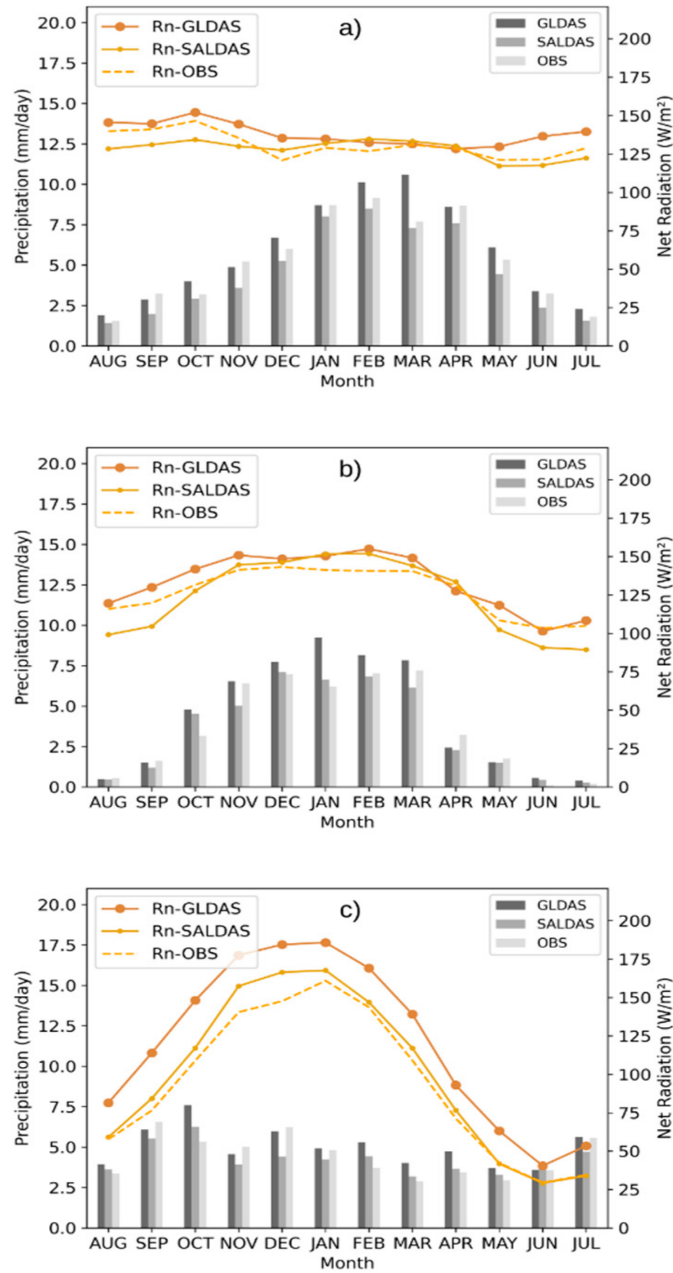 a)
Rn-GLDAS
Rn-SALDAS
Rn-OBS
GLDAS
SALDAS
OBS
Precipitation (mm/day)
20.0
17.5
15.0
12.5
10.0
7.5
5.0
2.5
0.0
Net Radiation (W/m²)
200
175
150
125
100
75
50
25
0
AUG SEP OCT NOV DEC JAN FEB MAR APR MAY JUN JUL
Month
b)
Rn-GLDAS
Rn-SALDAS
Rn-OBS
GLDAS
SALDAS
OBS
Precipitation (mm/day)
20.0
17.5
15.0
12.5
10.0
7.5
5.0
2.5
0.0
Net Radiation (W/m²)
200
175
150
125
100
75
50
25
0
AUG SEP OCT NOV DEC JAN FEB MAR APR MAY JUN JUL
Month
c)
Rn-GLDAS
Rn-SALDAS
Rn-OBS
GLDAS
SALDAS
OBS
Precipitation (mm/day)
20.0
17.5
15.0
12.5
10.0
7.5
5.0
2.5
0.0
Net Radiation (W/m²)
200
175
150
125
100
75
50
25
0
AUG SEP OCT NOV DEC JAN FEB MAR APR MAY JUN JUL
Month